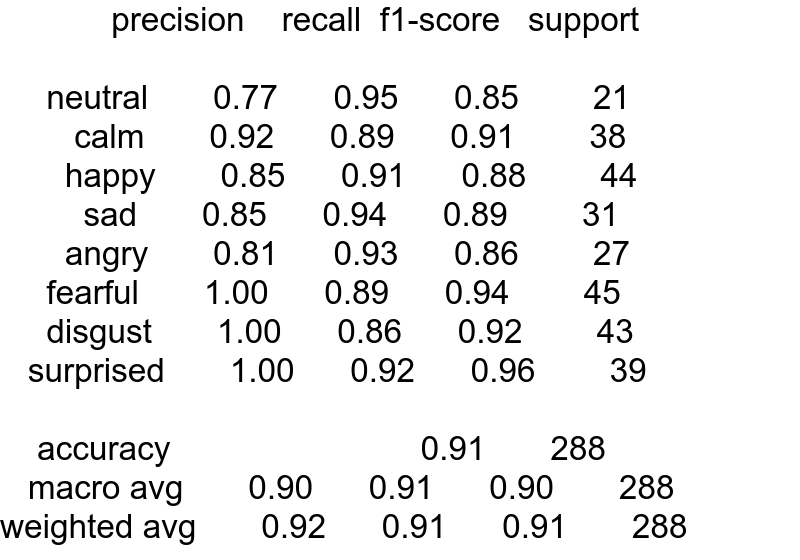 precision recall f1-score support
neutral 0.77 0.95 0.85 21
calm 0.92 0.89 0.91 38
happy 0.85 0.91 0.88 44
sad 0.85 0.94 0.89 31
angry 0.81 0.93 0.86 27
fearful 1.00 0.89 0.94 45
disgust 1.00 0.86 0.92 43
surprised 1.00 0.92 0.96 39
accuracy 0.91 288
macro avg 0.90 0.91 0.90 288
weighted avg 0.92 0.91 0.91 288